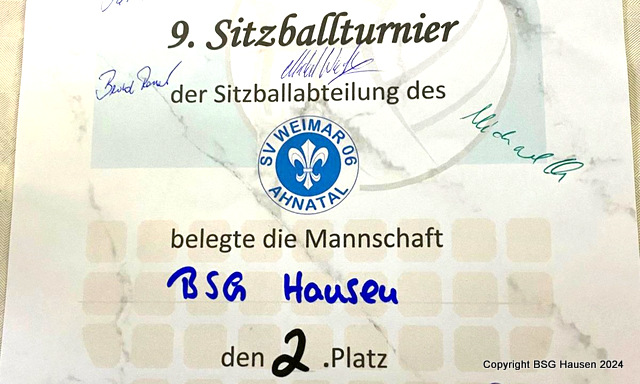 9. Sitzballturnier
der Sitzballabteilung des
SV WEIMAR 06
AHNATAL
belegte die Mannschaft
BSG Hausen
den 2 .Platz
Copyright BSG Hausen 2024